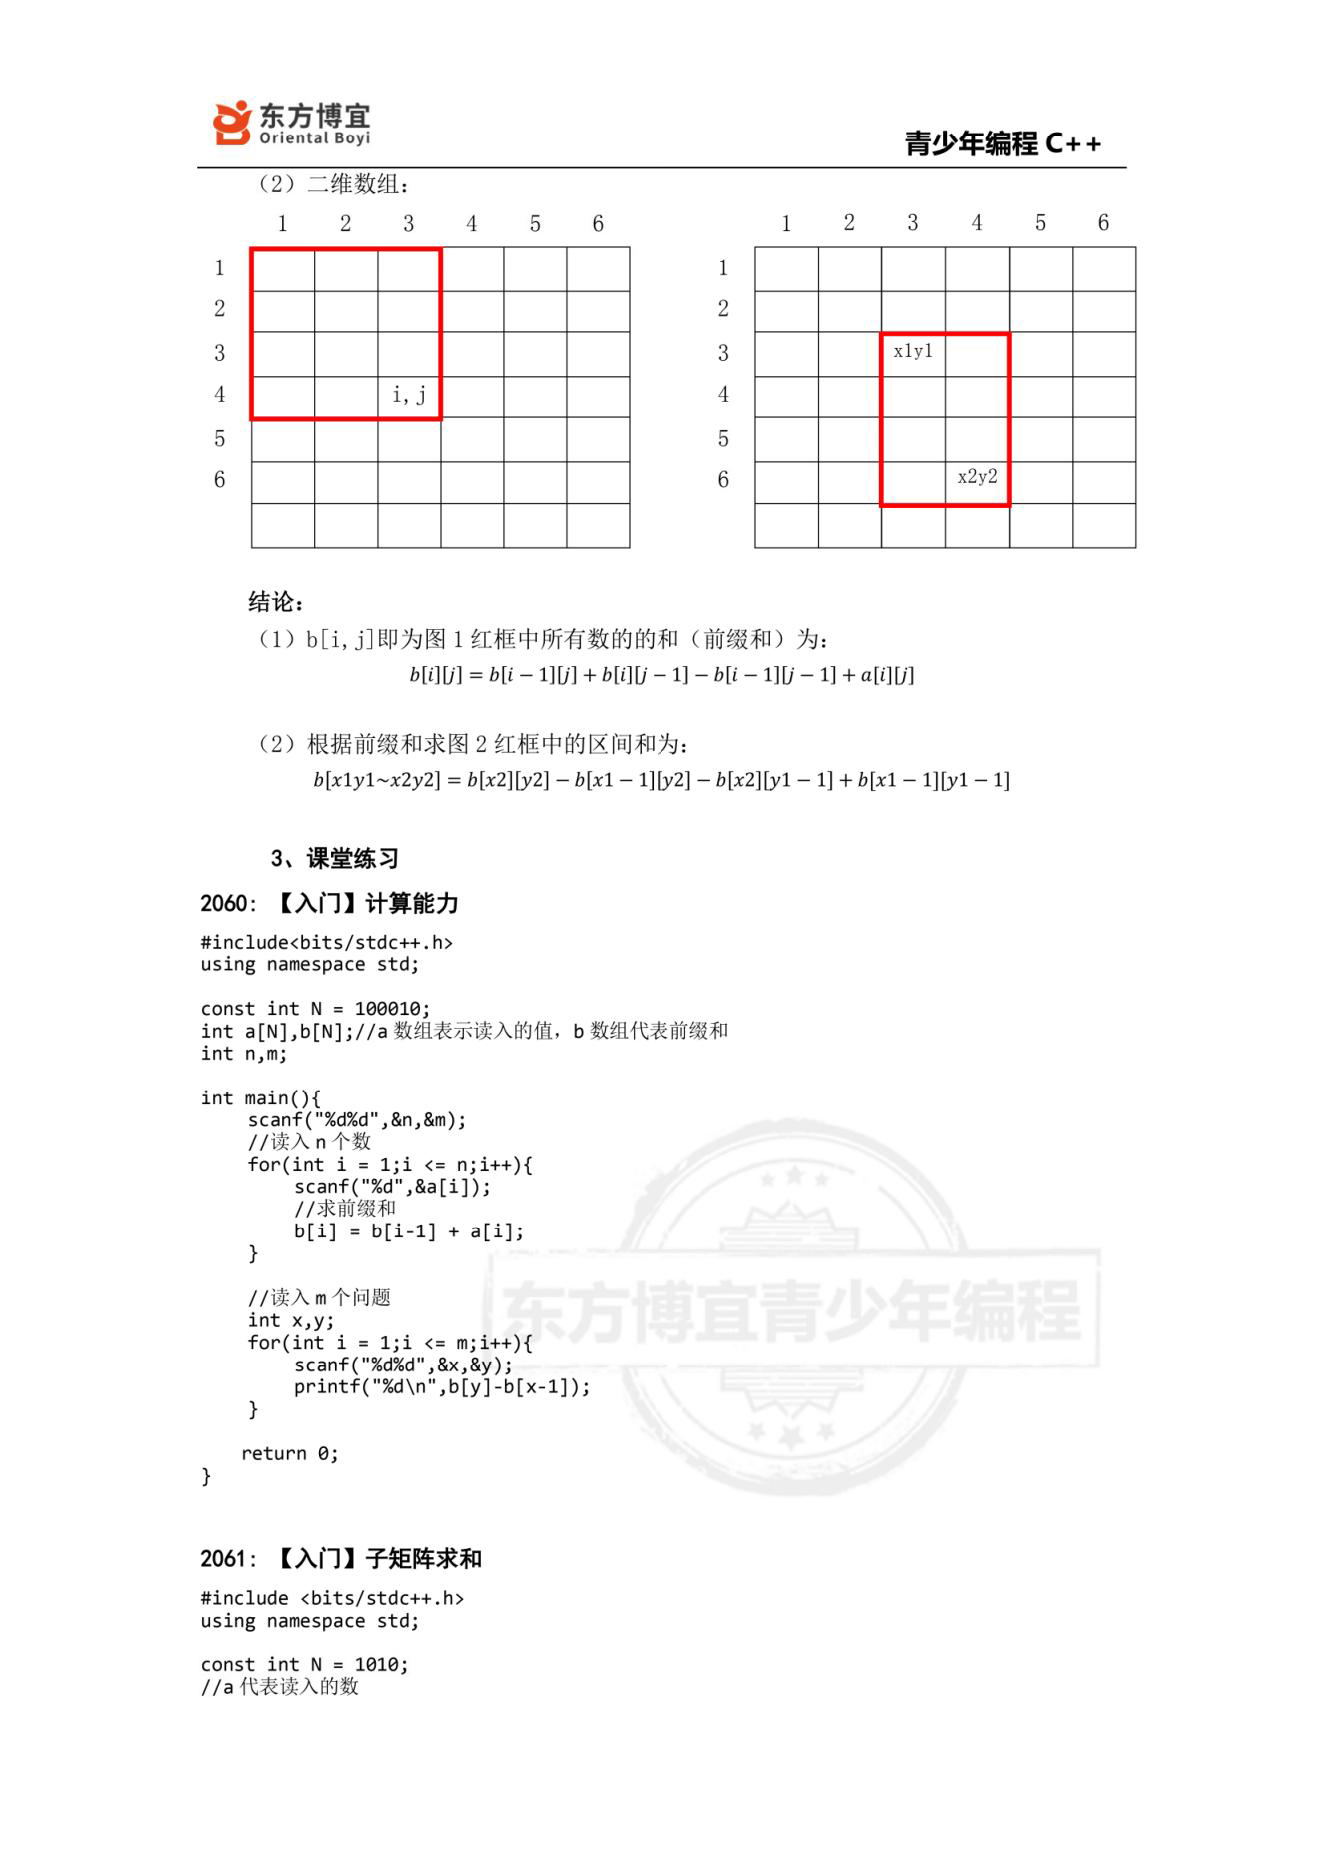 东方博宜
Oriental Boyi
青少年编程 C++
（2）二维数组：
1 2 3 4 5 6
1
2
3
4 i,j
5
6
1 2 3 4 5 6
1
2
3 x1y1
4
5
6 x2y2
结论：
（1）b[i,j]即为图 1 红框中所有数的的和（前缀和）为：
b[i][j] = b[i − 1][j] + b[i][j − 1] − b[i − 1][j − 1] + a[i][j]
（2）根据前缀和求图 2 红框中的区间和为：
b[x1y1~x2y2] = b[x2][y2] − b[x1 − 1][y2] − b[x2][y1 − 1] + b[x1 − 1][y1 − 1]
3、课堂练习
2060: 【入门】计算能力
#include<bits/stdc++.h>
using namespace std;
const int N = 100010;
int a[N],b[N];//a 数组表示读入的值，b 数组代表前缀和
int n,m;
int main(){
scanf("%d%d",&n,&m);
//读入 n 个数
for(int i = 1;i <= n;i++){
scanf("%d",&a[i]);
//求前缀和
b[i] = b[i-1] + a[i];
}
//读入 m 个问题
int x,y;
for(int i = 1;i <= m;i++){
scanf("%d%d",&x,&y);
printf("%d\n",b[y]-b[x-1]);
}
return 0;
}
东方博宜青少年编程
2061: 【入门】子矩阵求和
#include <bits/stdc++.h>
using namespace std;
const int N = 1010;
//a 代表读入的数